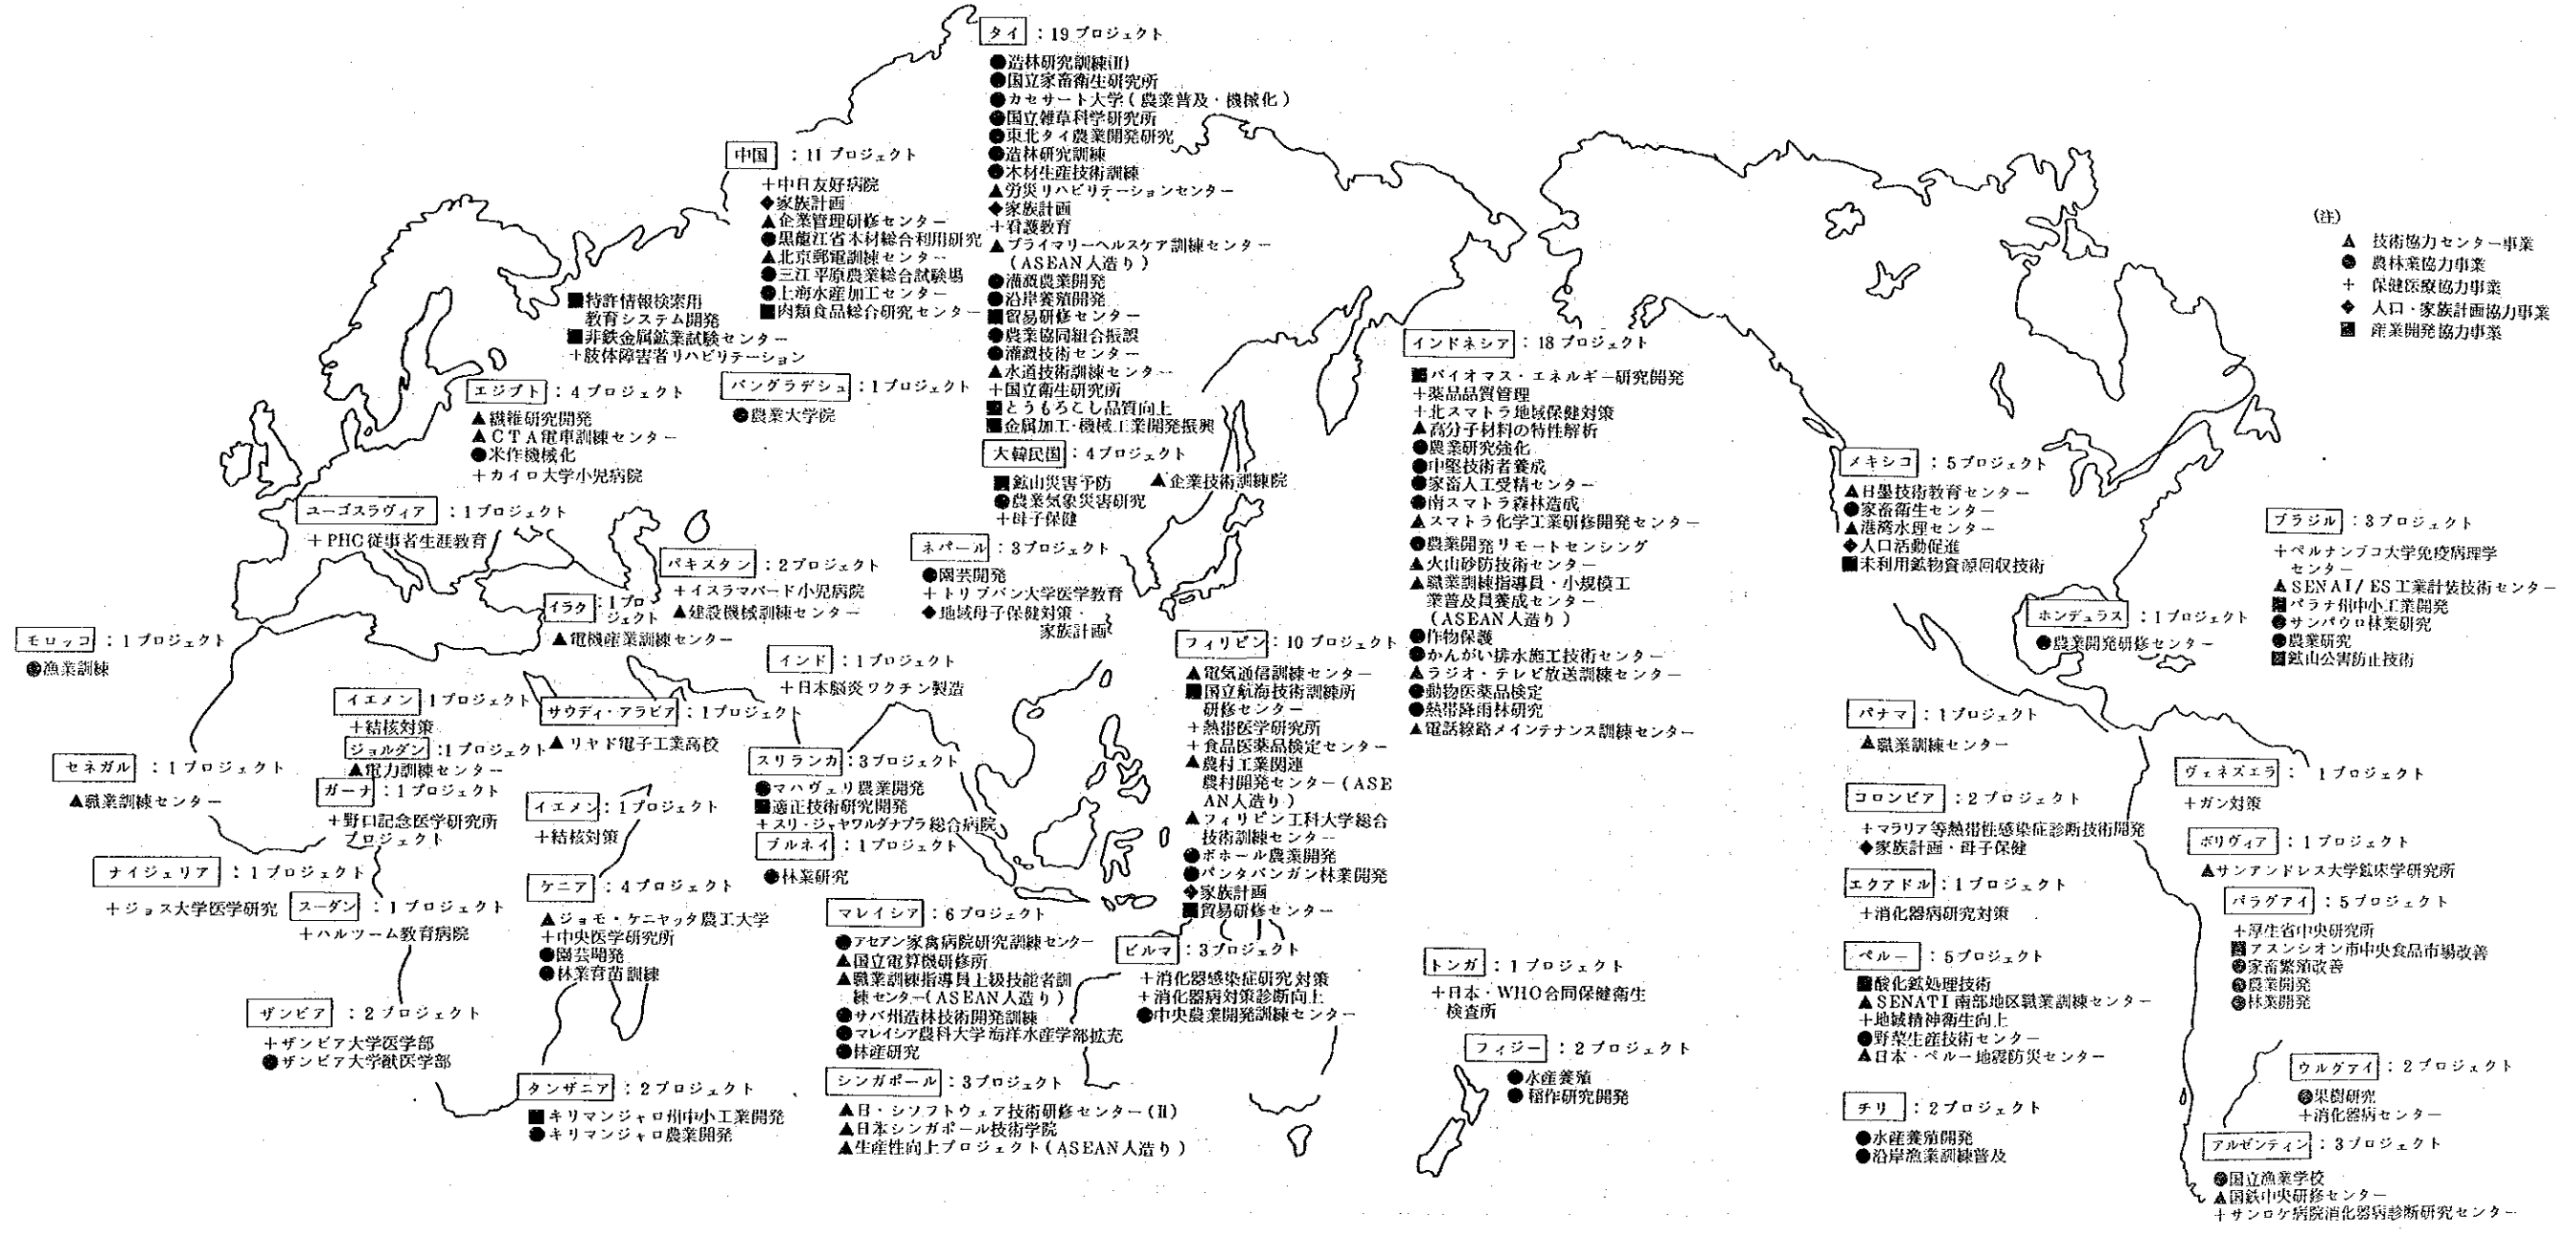 タイ：19プロジェクト
●造林研究訓練(II)
●国立家畜衛生研究所
●カセサート大学(農業普及・機械化)
●国立雑草科学研究所
●東北タイ農業開発研究
●造林研究訓練
●木材生産技術訓練
▲労災リハビリテーションセンター
◆家族計画
＋看護教育
▲プライマリーヘルスケア訓練センター
(ASEAN人造り)
●灌漑農業開発
●沿岸養殖開発
■貿易研修センター
●農業協同組合振興
●灌漑技術センター
▲水道技術訓練センター
＋国立衛生研究所
■とうもろこし品質向上
■金属加工・機械工業開発振興
中国：11プロジェクト
＋中日友好病院
◆家族計画
▲企業管理研修センター
●黒龍江省木材総合利用研究
▲北京郵電訓練センター
●三江平原農業総合試験場
●上海水産加工センター
■肉類食品総合研究センター
■特許情報検索用
教育システム開発
■非鉄金属鉱業試験センター
＋肢体障害者リハビリテーション
(注)
▲ 技術協力センター事業
● 農林業協力事業
＋ 保健医療協力事業
◆ 人口・家族計画協力事業
■ 産業開発協力事業
エジプト：4プロジェクト
▲繊維研究開発
▲CTA電車訓練センター
●米作機械化
＋カイロ大学小児病院
バングラデシュ：1プロジェクト
●農業大学院
大韓民国：4プロジェクト
■鉱山災害予防
▲企業技術訓練院
●農業気象災害研究
＋母子保健
インドネシア：18プロジェクト
■バイオマス・エネルギー研究開発
＋薬品品質管理
＋北スマトラ地域保健対策
▲高分子材料の特性解析
●農業研究強化
●中堅技術者養成
●家畜人工受精センター
●南スマトラ森林造成
▲スマトラ化学工業研修開発センター
●農業開発リモートセンシング
▲火山砂防技術センター
▲職業訓練指導員・小規模工
業普及員養成センター
(ASEAN人造り)
●作物保護
●かんがい排水施工技術センター
▲ラジオ・テレビ放送訓練センター
●動物医薬品検定
●熱帯降雨林研究
▲電話線路メインテナンス訓練センター
ユーゴスラヴィア：1プロジェクト
＋PHC従事者生涯教育
パキスタン：2プロジェクト
＋イスラマバード小児病院
▲建設機械訓練センター
ネパール：3プロジェクト
●園芸開発
＋トリブバン大学医学教育
◆地域母子保健対策・
家族計画
イラク：1プロジェクト
▲電機産業訓練センター
モロッコ：1プロジェクト
●漁業訓練
インド：1プロジェクト
＋日本脳炎ワクチン製造
フィリピン：10プロジェクト
▲電気通信訓練センター
■国立航海技術訓練所
研修センター
＋熱帯医学研究所
＋食品医薬品検定センター
▲農村工業関連
農村開発センター(ASE
AN人造り)
▲フィリピン工科大学総合
技術訓練センター
●ボホール農業開発
●パンタバンガン林業開発
◆家族計画
■貿易研修センター
イエメン：1プロジェクト
＋結核対策
サウディ・アラビア：1プロジェクト
▲リヤド電子工業高校
ジョルダン：1プロジェクト
▲電力訓練センター
セネガル：1プロジェクト
▲職業訓練センター
ガーナ：1プロジェクト
＋野口記念医学研究所
プロジェクト
イエメン：1プロジェクト
＋結核対策
スリランカ：3プロジェクト
●マハヴェリ農業開発
■適正技術研究開発
＋スリ・ジャヤワルダナプラ総合病院
ブルネイ：1プロジェクト
●林業研究
ナイジェリア：1プロジェクト
＋ジョス大学医学研究
スーダン：1プロジェクト
＋ハルツーム教育病院
ケニア：4プロジェクト
▲ジョモ・ケニヤッタ農工大学
＋中央医学研究所
●園芸開発
●林業育苗訓練
マレイシア：6プロジェクト
●アセアン家禽病院研究訓練センター
▲国立電算機研修所
▲職業訓練指導員上級技能者訓
練センター(ASEAN人造り)
●サバ州造林技術開発訓練
●マレイシア農科大学海洋水産学部拡充
●林産研究
ビルマ：3プロジェクト
＋消化器感染症研究対策
＋消化器病対策診断向上
●中央農業開発訓練センター
ザンビア：2プロジェクト
＋ザンビア大学医学部
●ザンビア大学獣医学部
タンザニア：2プロジェクト
■キリマンジャロ州中小工業開発
●キリマンジャロ農業開発
シンガポール：3プロジェクト
▲日・シソフトウェア技術研修センター(II)
▲日本シンガポール技術学院
▲生産性向上プロジェクト(ASEAN人造り)
トンガ：1プロジェクト
＋日本・WHO合同保健衛生
検査所
フィジー：2プロジェクト
●水産養殖
●稲作研究開発
メキシコ：5プロジェクト
▲日墨技術教育センター
●家畜衛生センター
▲港湾水理センター
◆人口活動促進
■未利用鉱物資源回収技術
ブラジル：3プロジェクト
＋ペルナンブコ大学免疫病理学
センター
▲SENAI/ES工業計装技術センター
■パラナ州中小工業開発
●サンパウロ林業研究
●農業研究
■鉱山公害防止技術
ホンデュラス：1プロジェクト
●農業開発研修センター
パナマ：1プロジェクト
▲職業訓練センター
ヴェネズエラ：1プロジェクト
＋ガン対策
コロンビア：2プロジェクト
＋マラリア等熱帯性感染症診断技術開発
◆家族計画・母子保健
ボリヴィア：1プロジェクト
▲サンアンドレス大学鉱床学研究所
エクアドル：1プロジェクト
＋消化器病研究対策
パラグアイ：5プロジェクト
＋厚生省中央研究所
■アスンシオン市中央食品市場改善
●家畜繁殖改善
●農業開発
●林業開発
ペルー：5プロジェクト
■酸化鉱処理技術
▲SENATI南部地区職業訓練センター
＋地域精神衛生向上
●野菜生産技術センター
▲日本・ペルー地震防災センター
ウルグアイ：2プロジェクト
●果樹研究
＋消化器病センター
チリ：2プロジェクト
●水産養殖開発
●沿岸漁業訓練普及
アルゼンティン：3プロジェクト
●国立漁業学校
▲国鉄中央研修センター
＋サンロケ病院消化器病診断研究センター